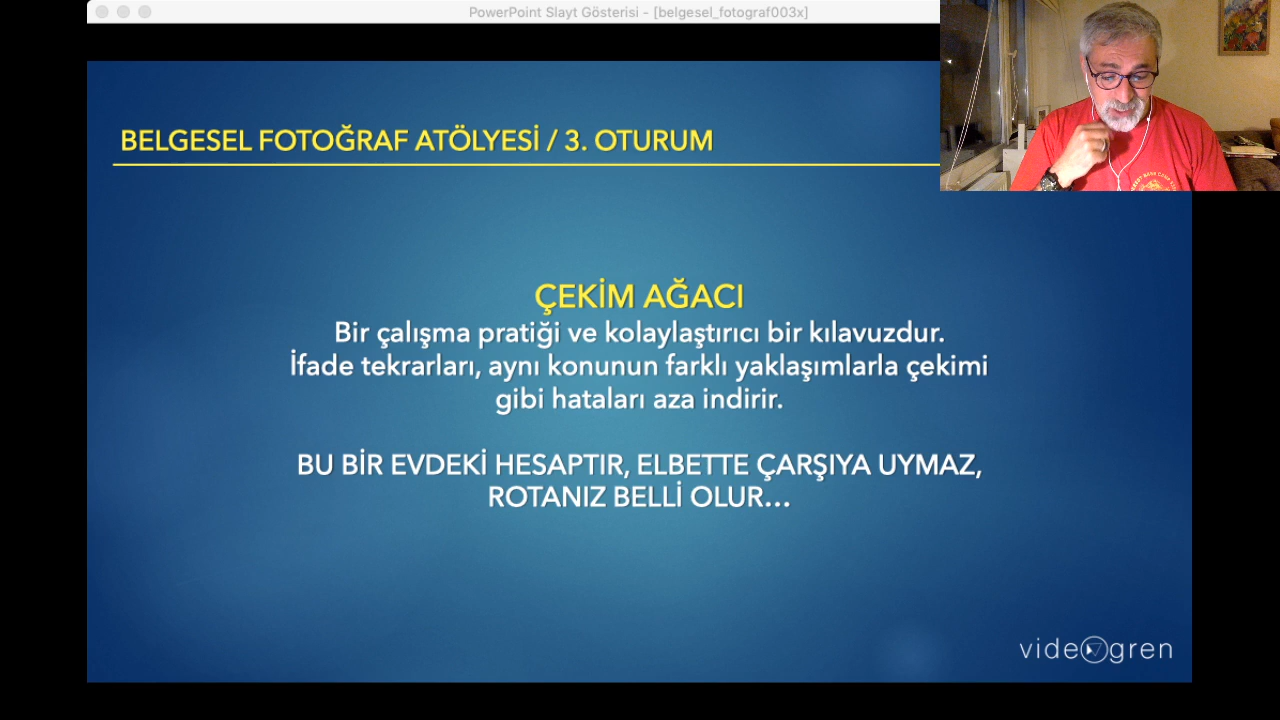 PowerPoint Slayt Gösterisi - [belgesel_fotograf003x]
BELGESEL FOTOĞRAF ATÖLYESİ / 3. OTURUM
ÇEKİM AĞACI
Bir çalışma pratiği ve kolaylaştırıcı bir kılavuzdur.
İfade tekrarları, aynı konunun farklı yaklaşımlarla çekimi
gibi hataları aza indirir.
BU BİR EVDEKİ HESAPTIR, ELBETTE ÇARŞIYA UYMAZ,
ROTANIZ BELLİ OLUR...
videogren